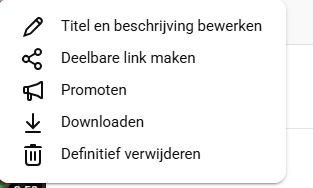 Titel en beschrijving bewerken
Deelbare link maken
Promoten
Downloaden
Definitief verwijderen